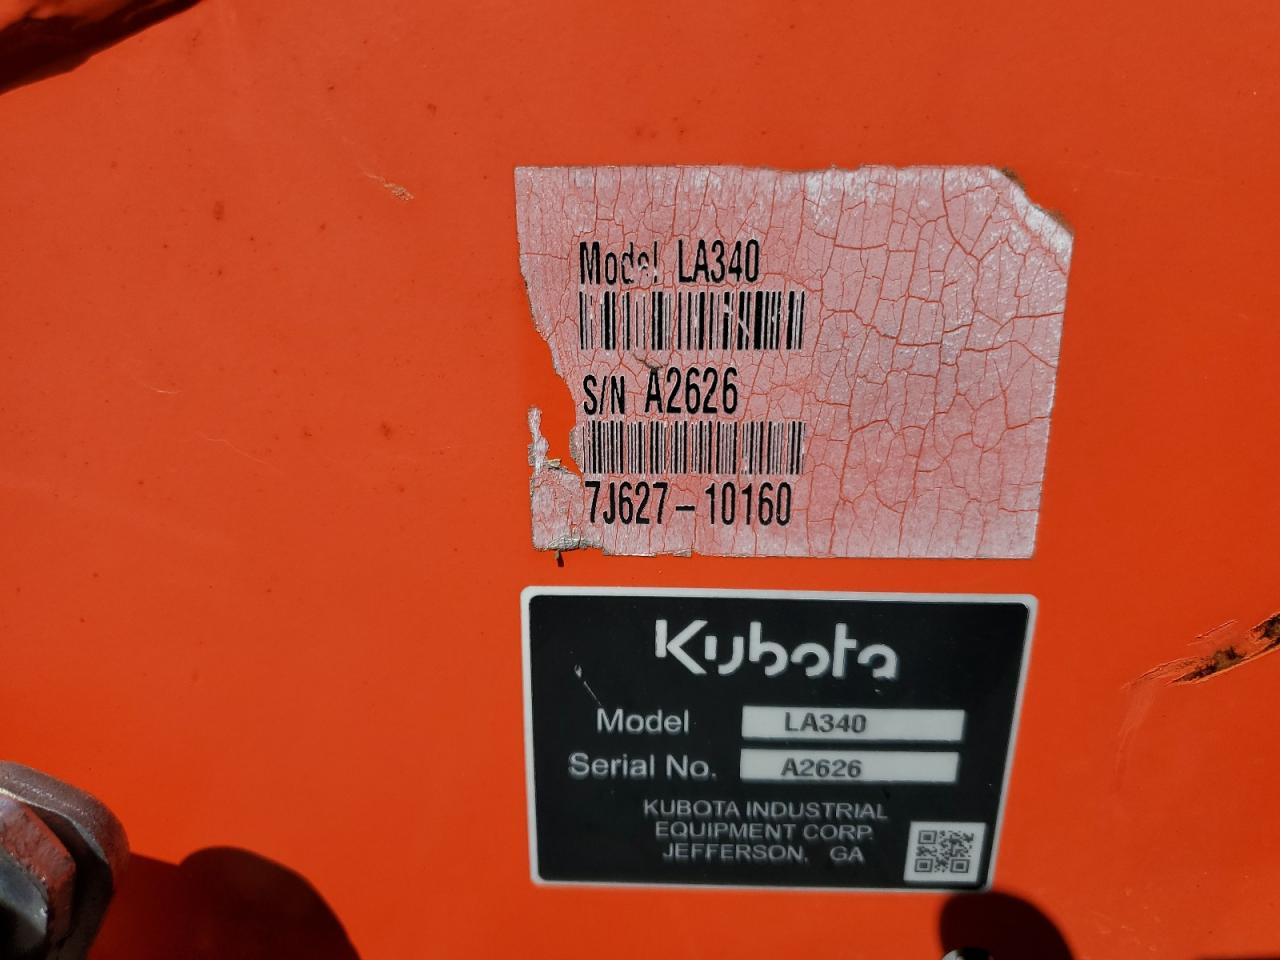 Model LA340
S/N A2626
7J627-10160
Kubota
Model LA340
Serial No. A2626
KUBOTA INDUSTRIAL
EQUIPMENT CORP.
JEFFERSON, GA